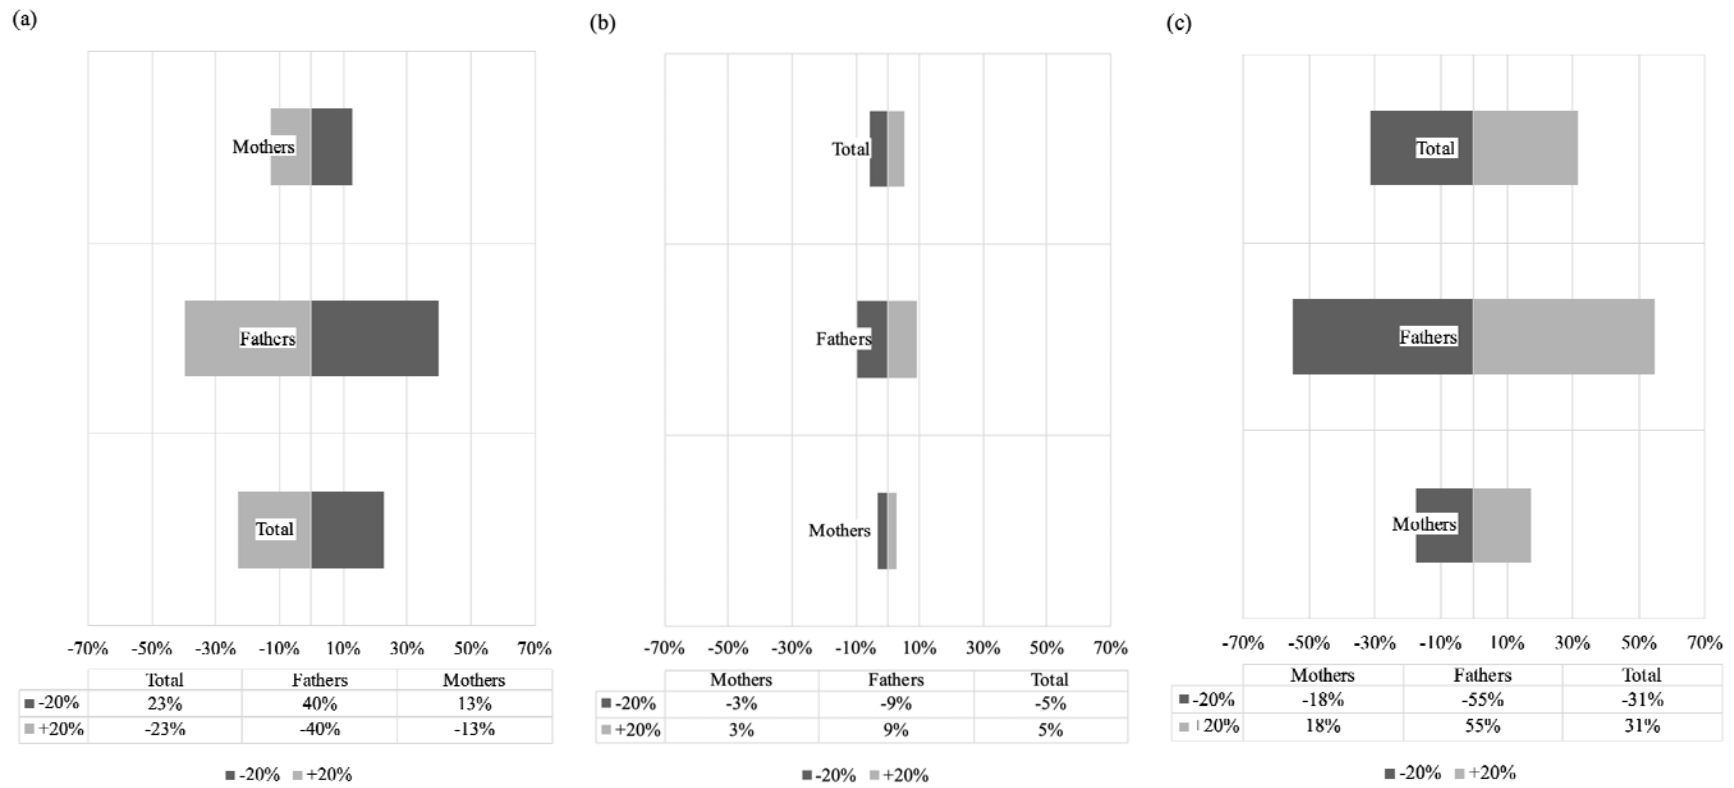 (a)
Mothers
Fathers
Total
-70% -50% -30% -10% 10% 30% 50% 70%
Total Fathers Mothers
-20% 23% 40% 13%
+20% -23% -40% -13%
-20% +20%
(b)
Total
Fathers
Mothers
-70% -50% -30% -10% 10% 30% 50% 70%
Mothers Fathers Total
-20% -3% -9% -5%
+20% 3% 9% 5%
-20% +20%
(c)
Total
Fathers
Mothers
-70% -50% -30% -10% 10% 30% 50% 70%
Mothers Fathers Total
-20% -18% -55% -31%
+20% 18% 55% 31%
-20% +20%